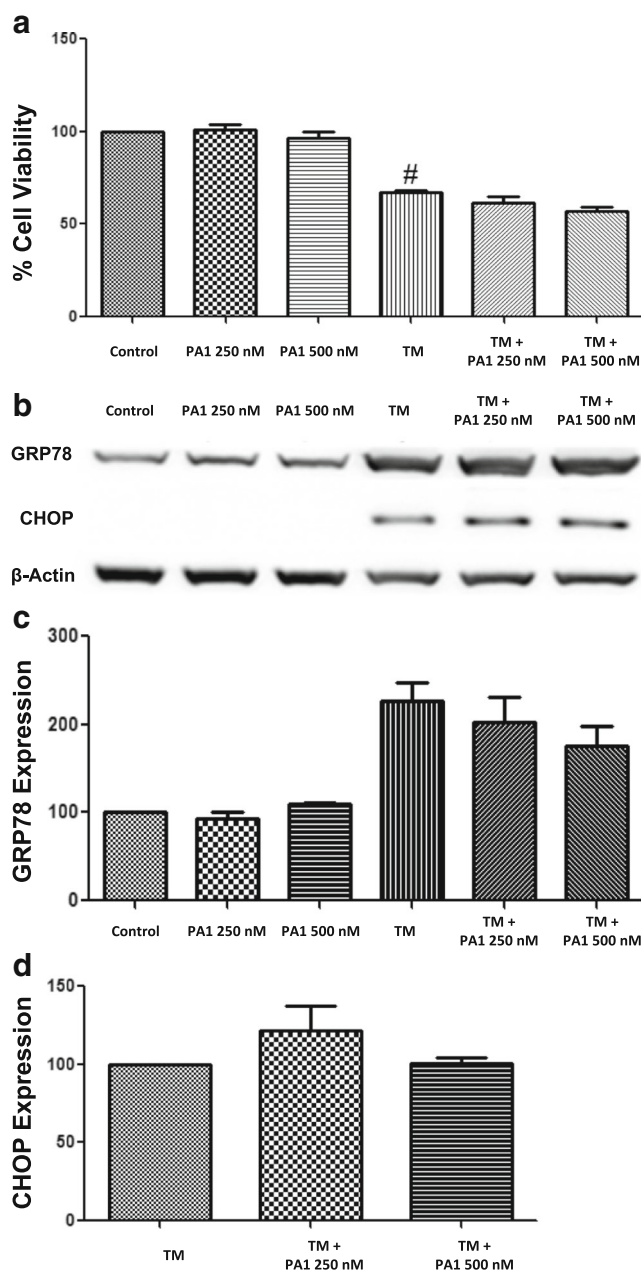 a
150
100
50
0
% Cell Viability
#
Control
PA1 250 nM
PA1 500 nM
TM
TM +
PA1 250 nM
TM +
PA1 500 nM
b
Control
PA1 250 nM
PA1 500 nM
TM
TM +
PA1 250 nM
TM +
PA1 500 nM
GRP78
CHOP
β-Actin
c
300
200
100
0
GRP78 Expression
Control
PA1 250 nM
PA1 500 nM
TM
TM +
PA1 250 nM
TM +
PA1 500 nM
d
150
100
50
0
CHOP Expression
TM
TM +
PA1 250 nM
TM +
PA1 500 nM